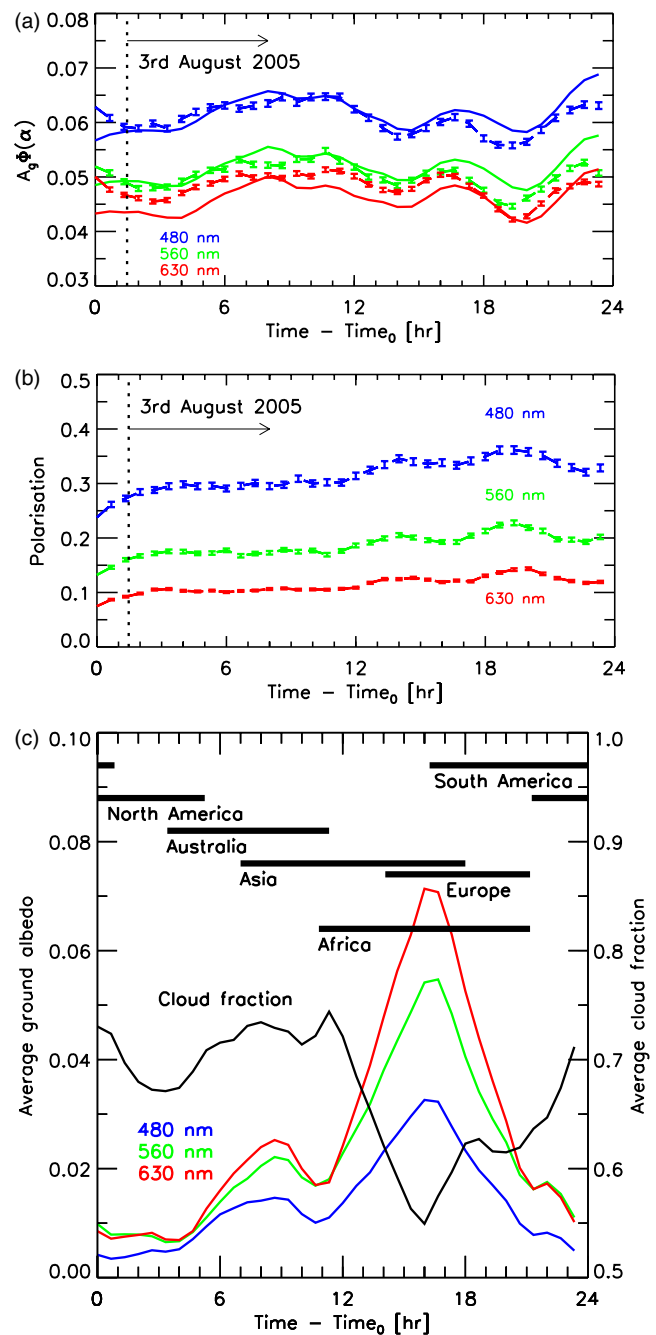 (a)
0.08
0.07
0.06
0.05
0.04
0.03
A_gΦ(α)
3rd August 2005
480 nm
560 nm
630 nm
0 6 12 18 24
Time - Time_0 [hr]
(b)
0.5
0.4
0.3
0.2
0.1
0.0
Polarisation
3rd August 2005
480 nm
560 nm
630 nm
0 6 12 18 24
Time - Time_0 [hr]
(c)
0.10
0.08
0.06
0.04
0.02
0.00
Average ground albedo
1.0
0.9
0.8
0.7
0.6
0.5
Average cloud fraction
South America
North America
Australia
Asia
Europe
Africa
Cloud fraction
480 nm
560 nm
630 nm
0 6 12 18 24
Time - Time_0 [hr]